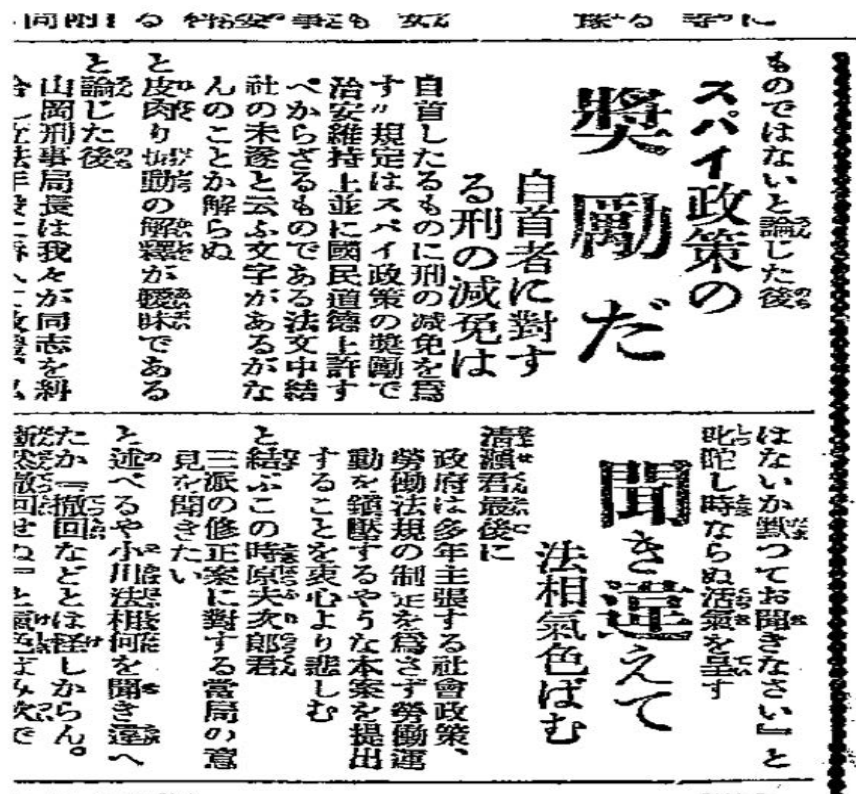 ものではないと論じた後
スパイ政策の
奬勵だ
自首者に對す
る刑の減免は
自首したるものに刑の減免を爲
す〃規定はスパイ政策の奬勵で
治安維持上並に國民道德上許す
べからざるものである法文中結
社の未遂と云ふ文字があるがな
んのことか解らぬ
と皮肉り煽動の解釋が曖昧である
と論じた後
山岡刑事局長は我々が同志を糾
はないか默つてお聞きなさい』と
叱咜し時ならぬ活氣を呈す
聞き違えて
法相氣色ばむ
清瀬君最後に
政府は多年主張する社會政策、
勞働法規の制定を爲さず勞働運
動を鎭壓するやうな本案を提出
することを衷心より悲しむ
と結ぶこの時原夫次郎君
三派の修正案に對する當局の意
見を聞きたい
と述べるや小川法相何を聞き違へ
たか『撤回などとは怪しからん。
斷然撤回せぬ』と